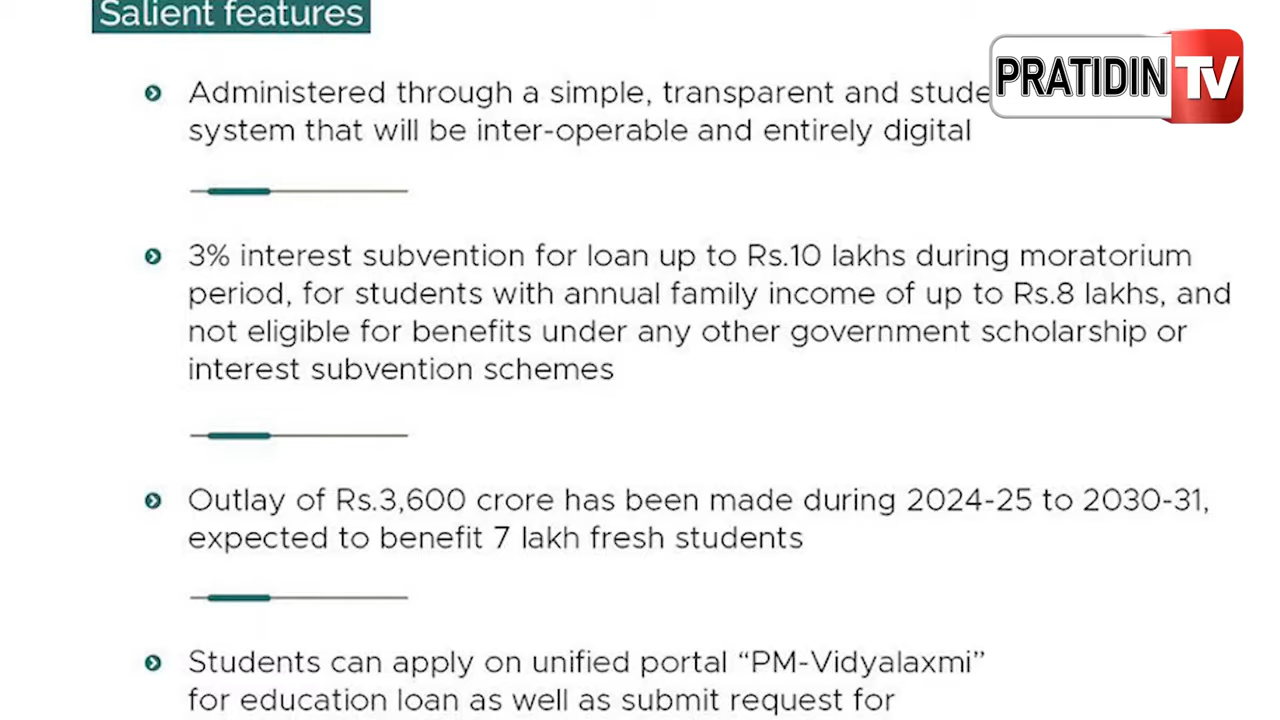 Salient features
Administered through a simple, transparent and
system that will be inter-operable and entirely digital
3% interest subvention for loan up to Rs.10 lakhs during moratorium
period, for students with annual family income of up to Rs.8 lakhs, and
not eligible for benefits under any other government scholarship or
interest subvention schemes
Outlay of Rs.3,600 crore has been made during 2024-25 to 2030-31,
expected to benefit 7 lakh fresh students
Students can apply on unified portal “PM-Vidyalaxmi”
for education loan as well as submit request for
PRATIDIN TV